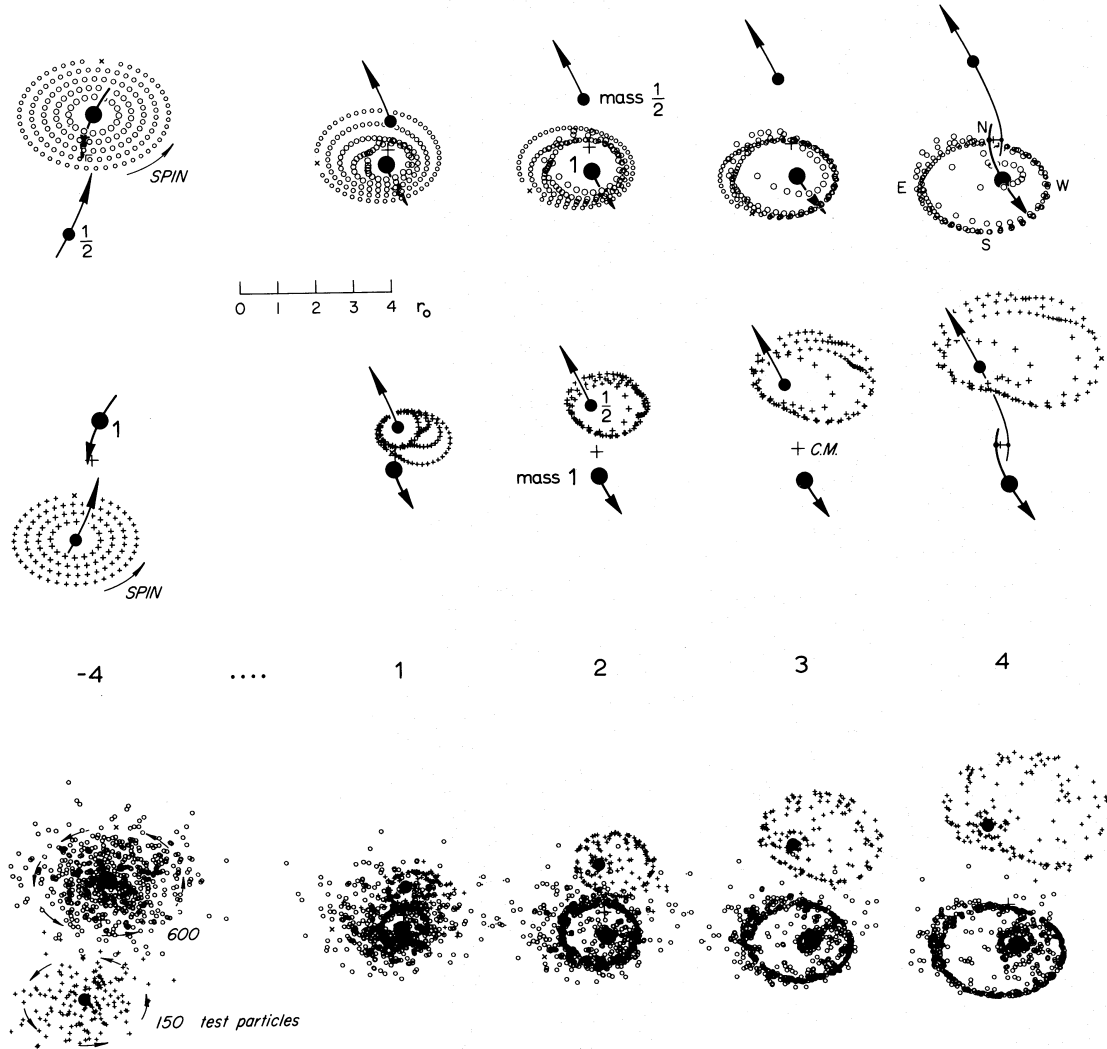 SPIN
1/2
mass 1/2
1
N
E
W
S
0 1 2 3 4 r₀
1
SPIN
1/2
mass 1
+ C.M.
-4 .... 1 2 3 4
600
150 test particles